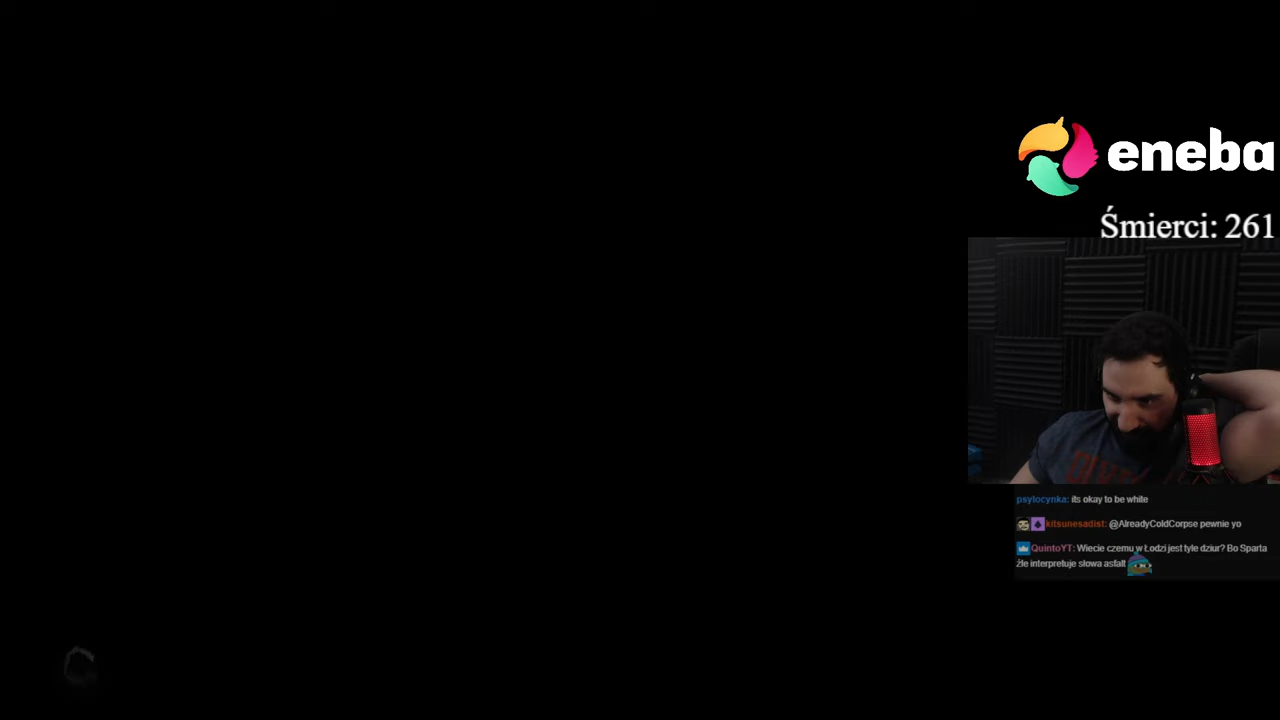 eneba
Śmierci: 261
psylocynka: its okay to be white
kitsunesadist: @AlreadyColdCorpse pewnie yo
QuintoYT: Wiecie czemu w Łodzi jest tyle dziur? Bo Sparta
źle interpretuje słowa asfalt